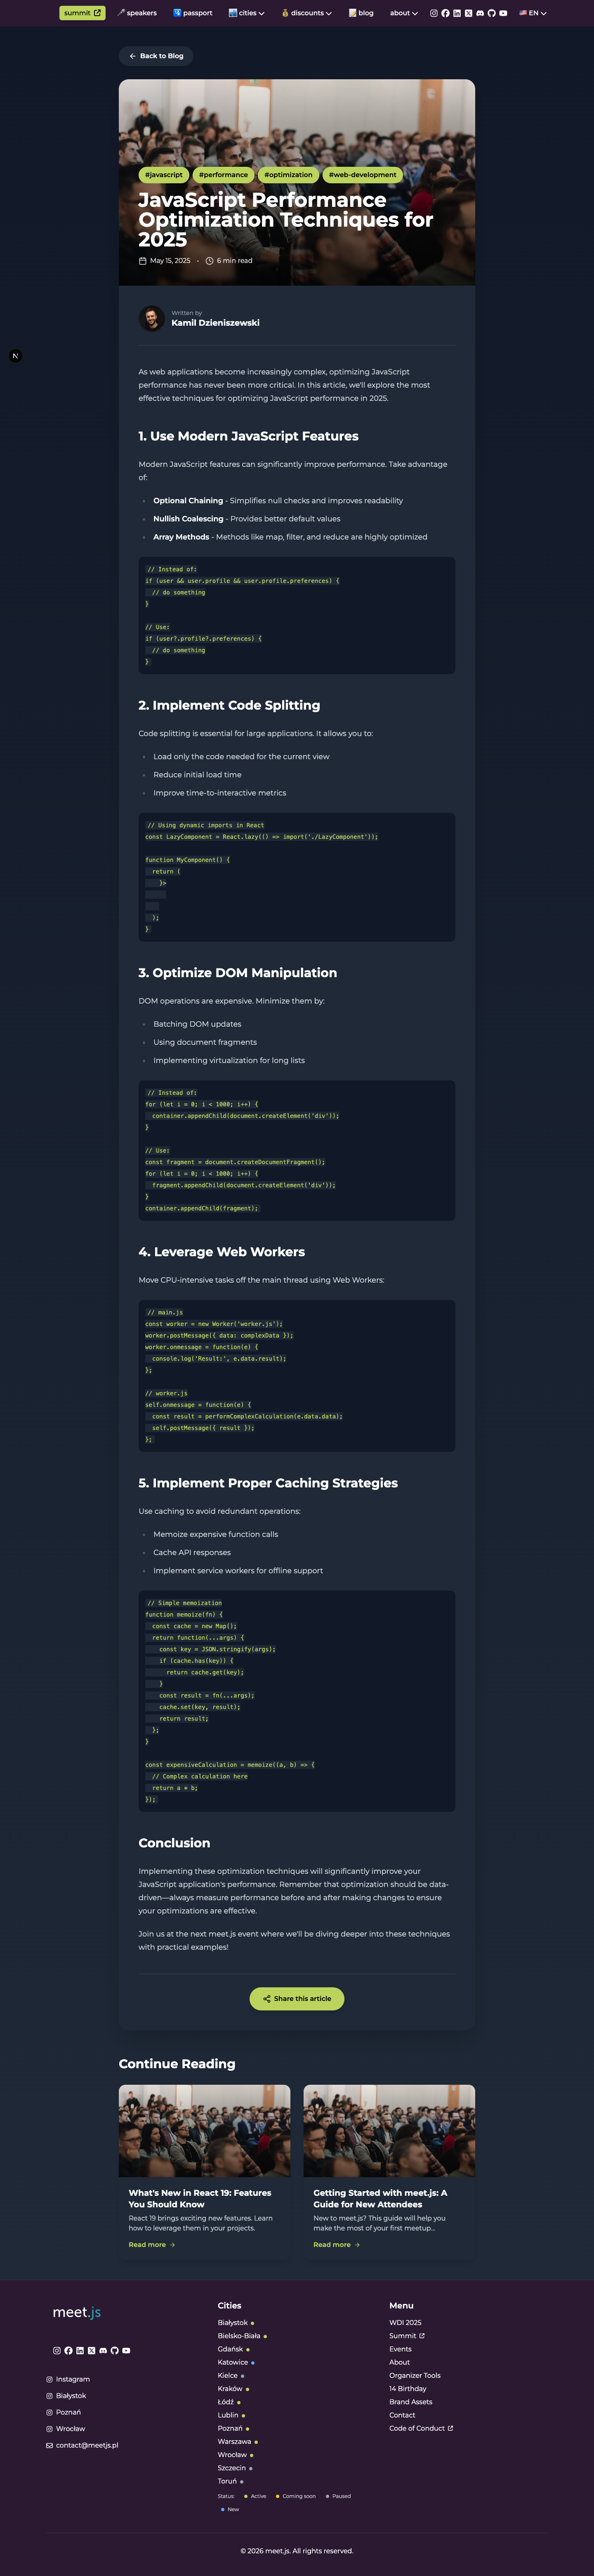 summit
🎤 speakers
🛂 passport
🏙️ cities
💰 discounts
📝 blog
about
🇺🇸 EN
Back to Blog
#javascript
#performance
#optimization
#web-development
JavaScript Performance
Optimization Techniques for
2025
May 15, 2025 • 6 min read
Written by
Kamil Dzieniszewski
As web applications become increasingly complex, optimizing JavaScript
performance has never been more critical. In this article, we'll explore the most
effective techniques for optimizing JavaScript performance in 2025.
1. Use Modern JavaScript Features
Modern JavaScript features can significantly improve performance. Take advantage
of:
Optional Chaining - Simplifies null checks and improves readability
Nullish Coalescing - Provides better default values
Array Methods - Methods like map, filter, and reduce are highly optimized
// Instead of:
if (user && user.profile && user.profile.preferences) {
  // do something
}
// Use:
if (user?.profile?.preferences) {
  // do something
}
2. Implement Code Splitting
Code splitting is essential for large applications. It allows you to:
Load only the code needed for the current view
Reduce initial load time
Improve time-to-interactive metrics
// Using dynamic imports in React
const LazyComponent = React.lazy(() => import('./LazyComponent'));
function MyComponent() {
  return (
    }>
  );
}
3. Optimize DOM Manipulation
DOM operations are expensive. Minimize them by:
Batching DOM updates
Using document fragments
Implementing virtualization for long lists
// Instead of:
for (let i = 0; i < 1000; i++) {
  container.appendChild(document.createElement('div'));
}
// Use:
const fragment = document.createDocumentFragment();
for (let i = 0; i < 1000; i++) {
  fragment.appendChild(document.createElement('div'));
}
container.appendChild(fragment);
4. Leverage Web Workers
Move CPU-intensive tasks off the main thread using Web Workers:
// main.js
const worker = new Worker('worker.js');
worker.postMessage({ data: complexData });
worker.onmessage = function(e) {
  console.log('Result:', e.data.result);
};
// worker.js
self.onmessage = function(e) {
  const result = performComplexCalculation(e.data.data);
  self.postMessage({ result });
};
5. Implement Proper Caching Strategies
Use caching to avoid redundant operations:
Memoize expensive function calls
Cache API responses
Implement service workers for offline support
// Simple memoization
function memoize(fn) {
  const cache = new Map();
  return function(...args) {
    const key = JSON.stringify(args);
    if (cache.has(key)) {
      return cache.get(key);
    }
    const result = fn(...args);
    cache.set(key, result);
    return result;
  };
}
const expensiveCalculation = memoize((a, b) => {
  // Complex calculation here
  return a * b;
});
Conclusion
Implementing these optimization techniques will significantly improve your
JavaScript application's performance. Remember that optimization should be data-
driven—always measure performance before and after making changes to ensure
your optimizations are effective.
Join us at the next meet.js event where we'll be diving deeper into these techniques
with practical examples!
Share this article
Continue Reading
What's New in React 19: Features
You Should Know
React 19 brings exciting new features. Learn
how to leverage them in your projects.
Read more
Getting Started with meet.js: A
Guide for New Attendees
New to meet.js? This guide will help you
make the most of your first meetup...
Read more
meet.js
Instagram
Białystok
Poznań
Wrocław
contact@meetjs.pl
Cities
Białystok
Bielsko-Biała
Gdańsk
Katowice
Kielce
Kraków
Łódź
Lublin
Poznań
Warszawa
Wrocław
Szczecin
Toruń
Status: Active Coming soon Paused
New
Menu
WDI 2025
Summit
Events
About
Organizer Tools
14 Birthday
Brand Assets
Contact
Code of Conduct
© 2026 meet.js. All rights reserved.